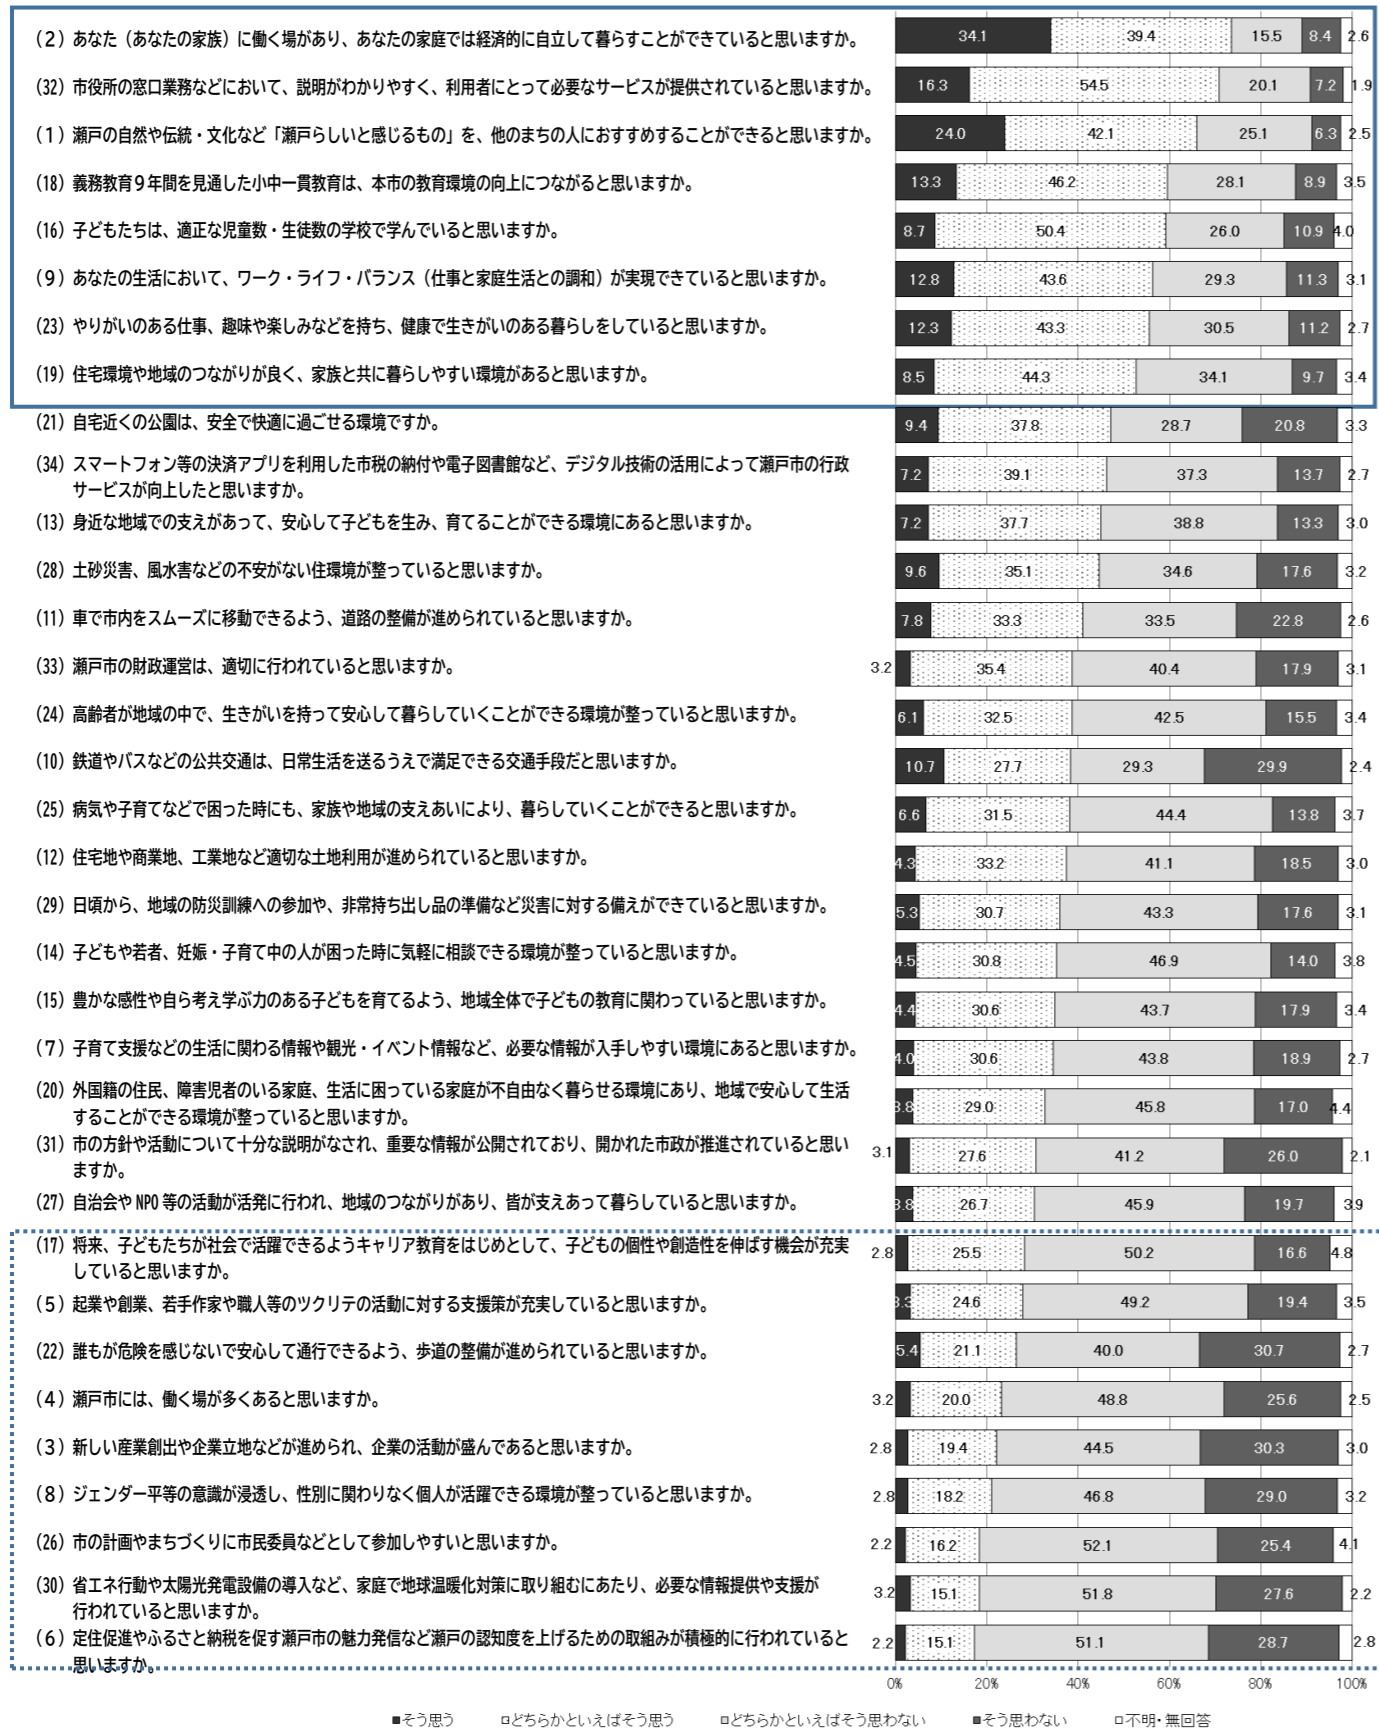 (2) あなた（あなたの家族）に働く場があり、あなたの家庭では経済的に自立して暮らすことができていると思いますか。 34.1 39.4 15.5 8.4 2.6
(32) 市役所の窓口業務などにおいて、説明がわかりやすく、利用者にとって必要なサービスが提供されていると思いますか。 16.3 54.5 20.1 7.2 1.9
(1) 瀬戸の自然や伝統・文化など「瀬戸らしいと感じるもの」を、他のまちの人におすすめすることができると思いますか。 24.0 42.1 25.1 6.3 2.5
(18) 義務教育９年間を見通した小中一貫教育は、本市の教育環境の向上につながると思いますか。 13.3 46.2 28.1 8.9 3.5
(16) 子どもたちは、適正な児童数・生徒数の学校で学んでいると思いますか。 8.7 50.4 26.0 10.9 4.0
(9) あなたの生活において、ワーク・ライフ・バランス（仕事と家庭生活との調和）が実現できていると思いますか。 12.8 43.6 29.3 11.3 3.1
(23) やりがいのある仕事、趣味や楽しみなどを持ち、健康で生きがいのある暮らしをしていると思いますか。 12.3 43.3 30.5 11.2 2.7
(19) 住宅環境や地域のつながりが良く、家族と共に暮らしやすい環境があると思いますか。 8.5 44.3 34.1 9.7 3.4
(21) 自宅近くの公園は、安全で快適に過ごせる環境ですか。 9.4 37.8 28.7 20.8 3.3
(34) スマートフォン等の決済アプリを利用した市税の納付や電子図書館など、デジタル技術の活用によって瀬戸市の行政
サービスが向上したと思いますか。 7.2 39.1 37.3 13.7 2.7
(13) 身近な地域での支えがあって、安心して子どもを生み、育てることができる環境にあると思いますか。 7.2 37.7 38.8 13.3 3.0
(28) 土砂災害、風水害などの不安がない住環境が整っていると思いますか。 9.6 35.1 34.6 17.6 3.2
(11) 車で市内をスムーズに移動できるよう、道路の整備が進められていると思いますか。 7.8 33.3 33.5 22.8 2.6
(33) 瀬戸市の財政運営は、適切に行われていると思いますか。 3.2 35.4 40.4 17.9 3.1
(24) 高齢者が地域の中で、生きがいを持って安心して暮らしていくことができる環境が整っていると思いますか。 6.1 32.5 42.5 15.5 3.4
(10) 鉄道やバスなどの公共交通は、日常生活を送るうえで満足できる交通手段だと思いますか。 10.7 27.7 29.3 29.9 2.4
(25) 病気や子育てなどで困った時にも、家族や地域の支えあいにより、暮らしていくことができると思いますか。 6.6 31.5 44.4 13.8 3.7
(12) 住宅地や商業地、工業地など適切な土地利用が進められていると思いますか。 4.3 33.2 41.1 18.5 3.0
(29) 日頃から、地域の防災訓練への参加や、非常持ち出し品の準備など災害に対する備えができていると思いますか。 5.3 30.7 43.3 17.6 3.1
(14) 子どもや若者、妊娠・子育て中の人が困った時に気軽に相談できる環境が整っていると思いますか。 4.5 30.8 46.9 14.0 3.8
(15) 豊かな感性や自ら考え学ぶ力のある子どもを育てるよう、地域全体で子どもの教育に関わっていると思いますか。 4.4 30.6 43.7 17.9 3.4
(7) 子育て支援などの生活に関わる情報や観光・イベント情報など、必要な情報が入手しやすい環境にあると思いますか。 4.0 30.6 43.8 18.9 2.7
(20) 外国籍の住民、障害児者のいる家庭、生活に困っている家庭が不自由なく暮らせる環境にあり、地域で安心して生活
することができる環境が整っていると思いますか。 3.8 29.0 45.8 17.0 4.4
(31) 市の方針や活動について十分な説明がなされ、重要な情報が公開されており、開かれた市政が推進されていると思い
ますか。 3.1 27.6 41.2 26.0 2.1
(27) 自治会や NPO 等の活動が活発に行われ、地域のつながりがあり、皆が支えあって暮らしていると思いますか。 3.8 26.7 45.9 19.7 3.9
(17) 将来、子どもたちが社会で活躍できるようキャリア教育をはじめとして、子どもの個性や創造性を伸ばす機会が充実
していると思いますか。 2.8 25.5 50.2 16.6 4.8
(5) 起業や創業、若手作家や職人等のツクリテの活動に対する支援策が充実していると思いますか。 3.3 24.6 49.2 19.4 3.5
(22) 誰もが危険を感じないで安心して通行できるよう、歩道の整備が進められていると思いますか。 5.4 21.1 40.0 30.7 2.7
(4) 瀬戸市には、働く場が多くあると思いますか。 3.2 20.0 48.8 25.6 2.5
(3) 新しい産業創出や企業立地などが進められ、企業の活動が盛んであると思いますか。 2.8 19.4 44.5 30.3 3.0
(8) ジェンダー平等の意識が浸透し、性別に関わりなく個人が活躍できる環境が整っていると思いますか。 2.8 18.2 46.8 29.0 3.2
(26) 市の計画やまちづくりに市民委員などとして参加しやすいと思いますか。 2.2 16.2 52.1 25.4 4.1
(30) 省エネ行動や太陽光発電設備の導入など、家庭で地球温暖化対策に取り組むにあたり、必要な情報提供や支援が
行われていると思いますか。 3.2 15.1 51.8 27.6 2.2
(6) 定住促進やふるさと納税を促す瀬戸市の魅力発信など瀬戸の認知度を上げるための取組みが積極的に行われていると
思いますか。 2.2 15.1 51.1 28.7 2.8
0% 20% 40% 60% 80% 100%
■そう思う □どちらかといえばそう思う □どちらかといえばそう思わない ■そう思わない □不明・無回答